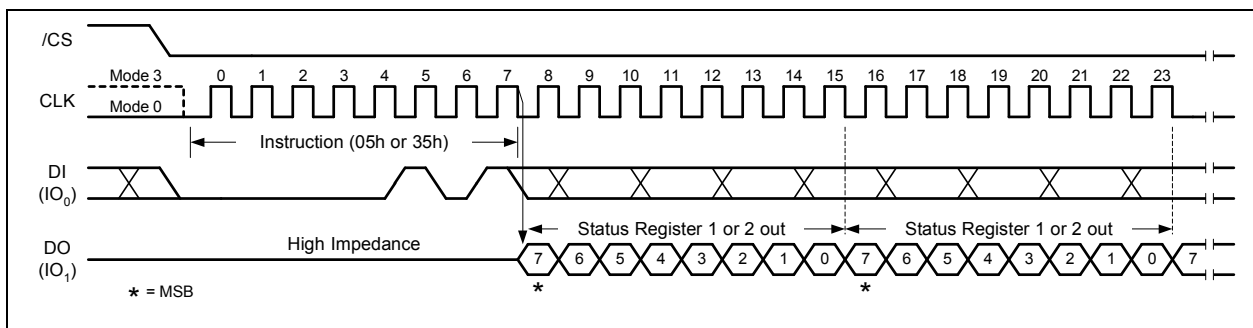 /CS
Mode 3
0 1 2 3 4 5 6 7 8 9 10 11 12 13 14 15 16 17 18 19 20 21 22 23
CLK
Mode 0
Instruction (05h or 35h)
DI
(IO0)
Status Register 1 or 2 out Status Register 1 or 2 out
High Impedance
DO
(IO1)
7 6 5 4 3 2 1 0 7 6 5 4 3 2 1 0 7
* *
* = MSB